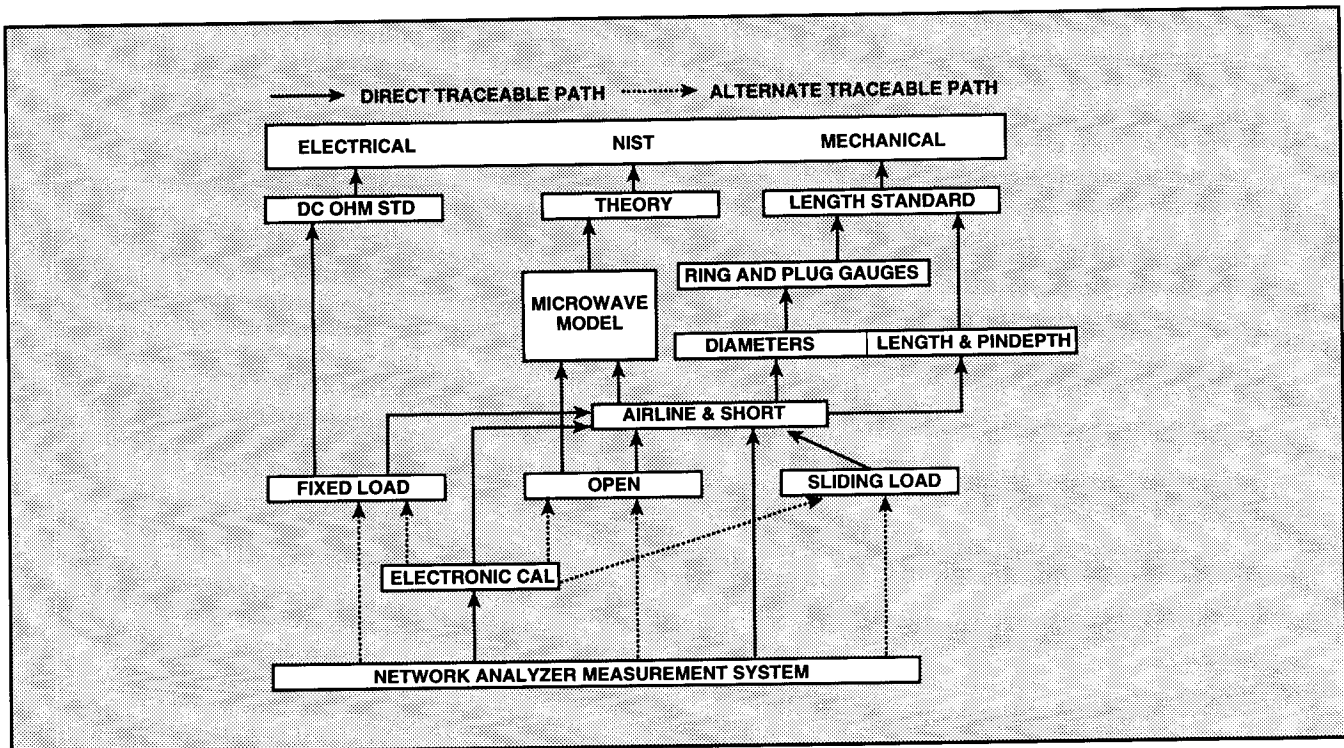 DIRECT TRACEABLE PATH ALTERNATE TRACEABLE PATH
ELECTRICAL NIST MECHANICAL
DC OHM STD THEORY LENGTH STANDARD
RING AND PLUG GAUGES
MICROWAVE
MODEL
DIAMETERS LENGTH & PINDEPTH
AIRLINE & SHORT
FIXED LOAD OPEN SLIDING LOAD
ELECTRONIC CAL
NETWORK ANALYZER MEASUREMENT SYSTEM